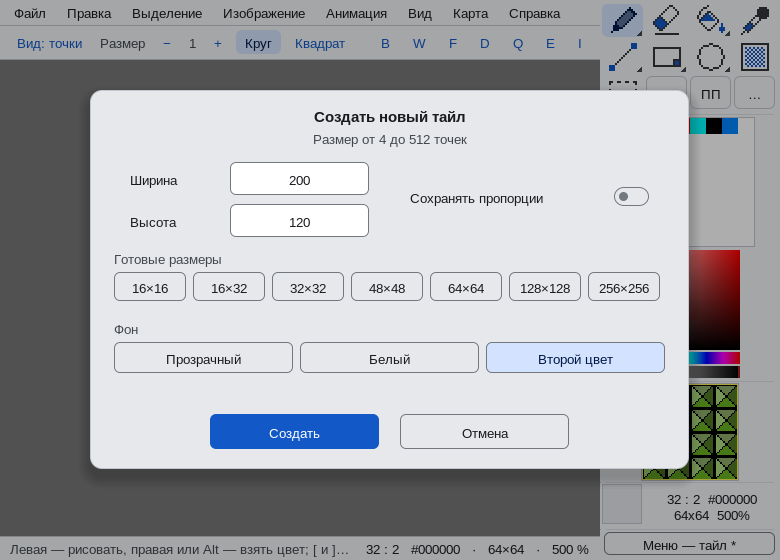 Файл Правка Выделение Изображение Анимация Вид Карта Справка
Вид: точки Размер − 1 + Круг Квадрат B W F D Q E I
ПП ...
Создать новый тайл
Размер от 4 до 512 точек
Ширина 200
Сохранять пропорции
Высота 120
Готовые размеры
16×16 16×32 32×32 48×48 64×64 128×128 256×256
Фон
Прозрачный Белый Второй цвет
Создать Отмена
32 : 2 #000000
64x64 500%
Меню — тайл *
Левая — рисовать, правая или Alt — взять цвет; [ и ]… 32 : 2 #000000 · 64×64 · 500 %